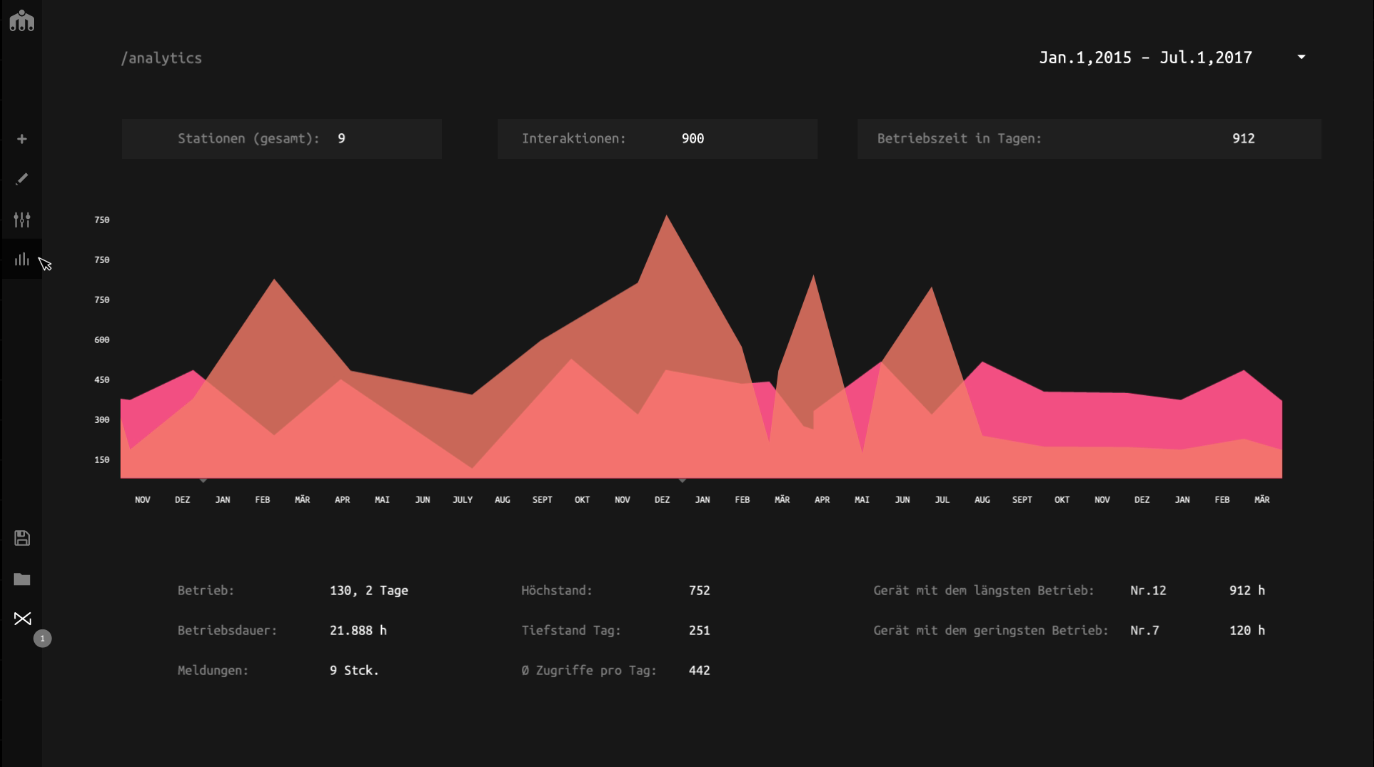 /analytics
Jan.1,2015 – Jul.1,2017
Stationen (gesamt): 9
Interaktionen: 900
Betriebszeit in Tagen: 912
750
750
750
600
450
300
150
NOV DEZ JAN FEB MÄR APR MAI JUN JULY AUG SEPT OKT NOV DEZ JAN FEB MÄR APR MAI JUN JUL AUG SEPT OKT NOV DEZ JAN FEB MÄR
Betrieb: 130, 2 Tage
Höchstand: 752
Gerät mit dem längsten Betrieb: Nr.12 912 h
Betriebsdauer: 21.888 h
Tiefstand Tag: 251
Gerät mit dem geringsten Betrieb: Nr.7 120 h
1
Meldungen: 9 Stck.
Ø Zugriffe pro Tag: 442